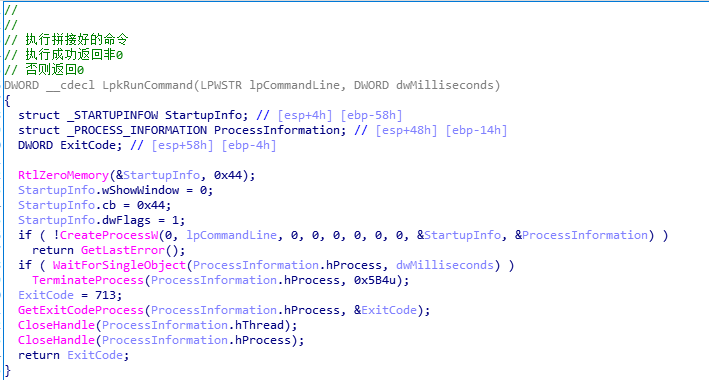 //
//
// 执行拼接好的命令
// 执行成功返回非0
// 否则返回0
DWORD __cdecl LpkRunCommand(LPWSTR lpCommandLine, DWORD dwMilliseconds)
{
  struct _STARTUPINFOW StartupInfo; // [esp+4h] [ebp-58h]
  struct _PROCESS_INFORMATION ProcessInformation; // [esp+48h] [ebp-14h]
  DWORD ExitCode; // [esp+58h] [ebp-4h]

  RtlZeroMemory(&StartupInfo, 0x44);
  StartupInfo.wShowWindow = 0;
  StartupInfo.cb = 0x44;
  StartupInfo.dwFlags = 1;
  if ( !CreateProcessW(0, lpCommandLine, 0, 0, 0, 0, 0, 0, &StartupInfo, &ProcessInformation) )
    return GetLastError();
  if ( WaitForSingleObject(ProcessInformation.hProcess, dwMilliseconds) )
    TerminateProcess(ProcessInformation.hProcess, 0x5B4u);
  ExitCode = 713;
  GetExitCodeProcess(ProcessInformation.hProcess, &ExitCode);
  CloseHandle(ProcessInformation.hThread);
  CloseHandle(ProcessInformation.hProcess);
  return ExitCode;
}